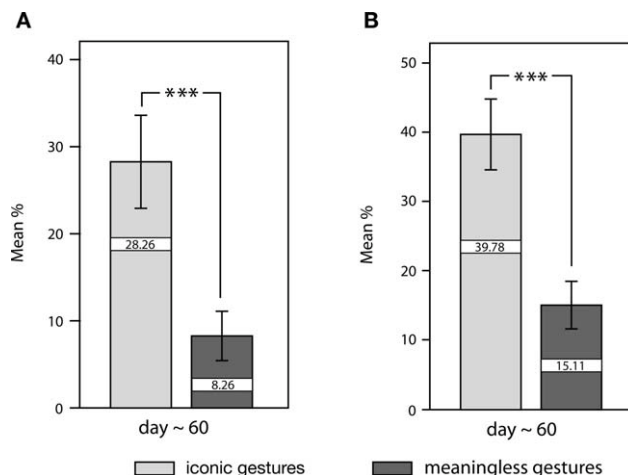 A
B
40
30
20
10
0
Mean %
***
28.26
8.26
day ~ 60
50
40
30
20
10
0
Mean %
***
39.78
15.11
day ~ 60
iconic gestures
meaningless gestures